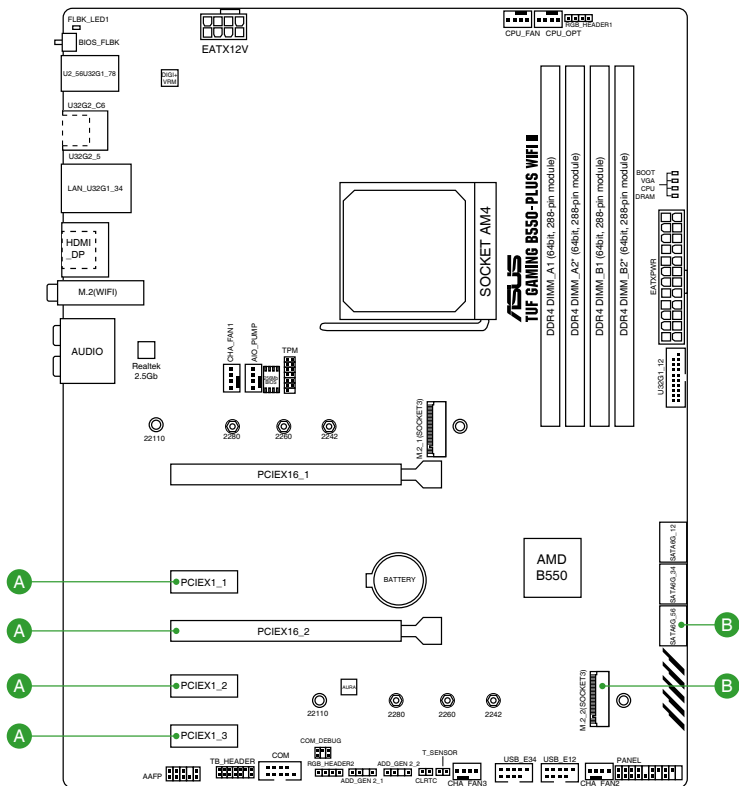 FLBK_LED1
BIOS_FLBK
EATX12V
CPU_FAN
CPU_OPT
RGB_HEADER1
U2_56U32G1_78
DIGI+
VRM
U32G2_C6
U32G2_5
LAN_U32G1_34
HDMI
_DP
M.2(WIFI)
AUDIO
Realtek
2.5Gb
SOCKET AM4
ASUS
TUF GAMING B550-PLUS WIFI II
DDR4 DIMM_A1 (64bit, 288-pin module)
DDR4 DIMM_A2* (64bit, 288-pin module)
DDR4 DIMM_B1 (64bit, 288-pin module)
DDR4 DIMM_B2* (64bit, 288-pin module)
BOOT
VGA
CPU
DRAM
EATXPWR
U32G1_12
CHA_FAN1
AIO_PUMP
TPM
256Mb
BIOS
22110
2280
2260
2242
M.2_1(SOCKET3)
PCIEX16_1
A
PCIEX1_1
BATTERY
AMD
B550
SATA6G_12
SATA6G_34
SATA6G_56
B
A
PCIEX16_2
A
PCIEX1_2
AURA
22110
2280
2260
2242
M.2_2(SOCKET3)
B
A
PCIEX1_3
AAFP
TB_HEADER
COM
COM_DEBUG
RGB_HEADER2
ADD_GEN 2_1
ADD_GEN 2_2
T_SENSOR
CLRTC
CHA_FAN3
USB_E34
USB_E12
CHA_FAN2
PANEL